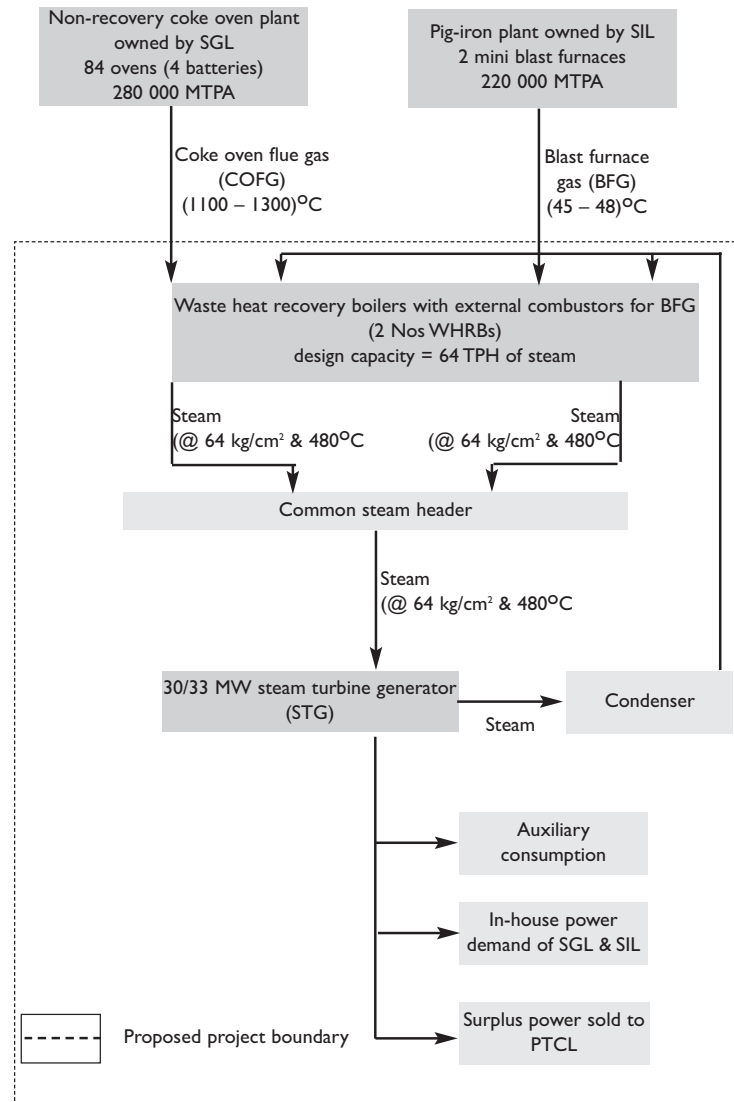 Non-recovery coke oven plant
owned by SGL
84 ovens (4 batteries)
280 000 MTPA
Pig-iron plant owned by SIL
2 mini blast furnaces
220 000 MTPA
Coke oven flue gas
(COFG)
(1100 – 1300)°C
Blast furnace
gas (BFG)
(45 – 48)°C
Waste heat recovery boilers with external combustors for BFG
(2 Nos WHRBs)
design capacity = 64 TPH of steam
Steam
(@ 64 kg/cm² & 480°C
Steam
(@ 64 kg/cm² & 480°C
Common steam header
Steam
(@ 64 kg/cm² & 480°C
30/33 MW steam turbine generator
(STG)
Steam
Condenser
Auxiliary
consumption
In-house power
demand of SGL & SIL
Surplus power sold to
PTCL
Proposed project boundary